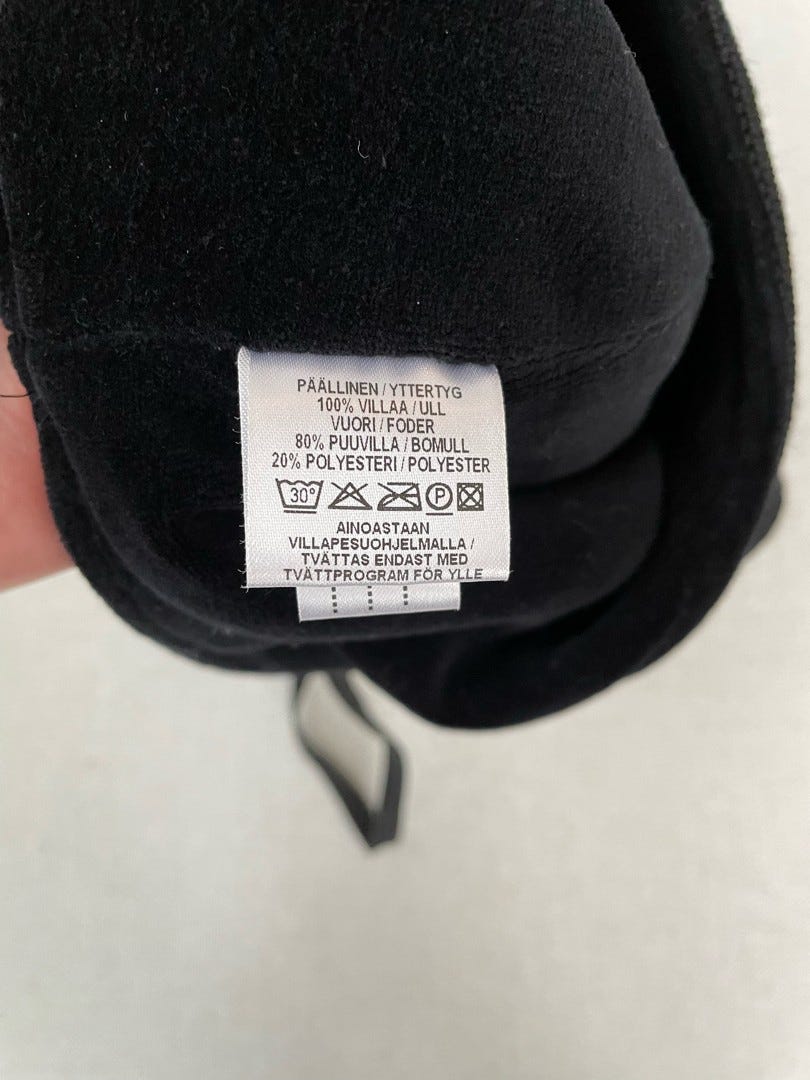 PÄÄLLINEN / YTTERTYG
100% VILLAA / ULL
VUORI / FODER
80% PUUVILLA / BOMULL
20% POLYESTERI / POLYESTER
30° P
AINOASTAAN
VILLAPESUOHJELMALLA /
TVÄTTAS ENDAST MED
TVÄTTPROGRAM FÖR YLLE